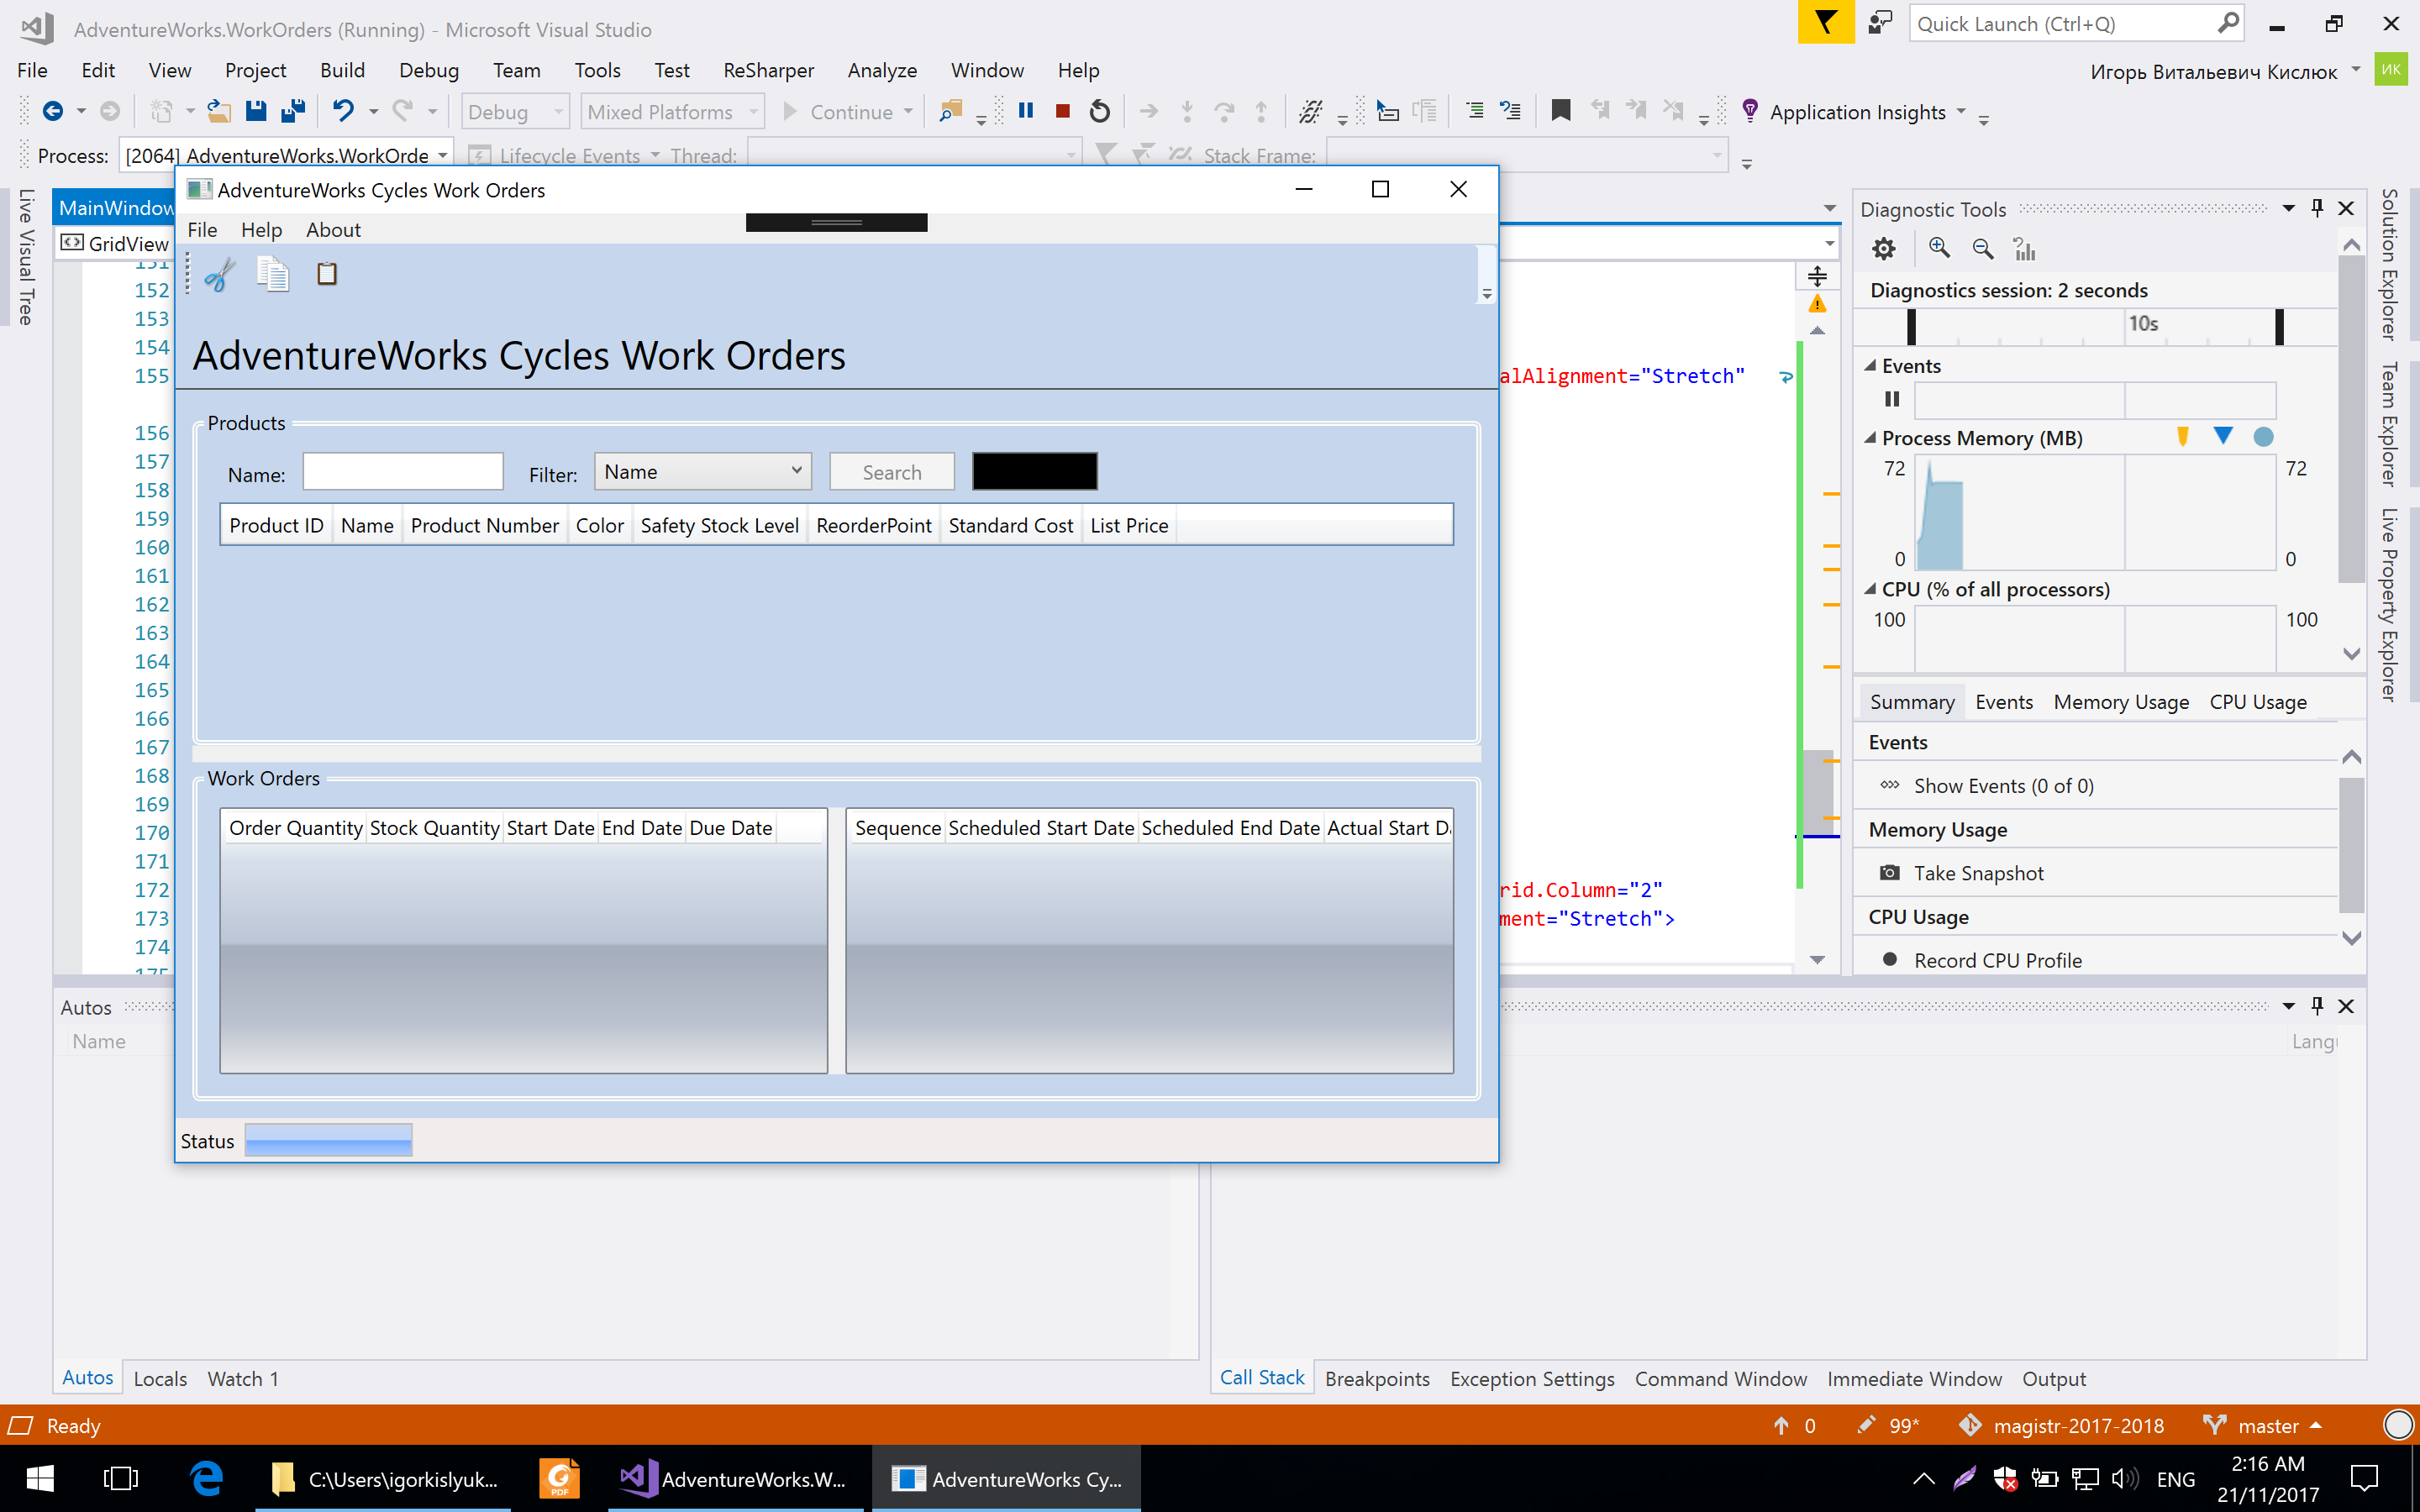 AdventureWorks.WorkOrders (Running) - Microsoft Visual Studio
Quick Launch (Ctrl+Q)
File Edit View Project Build Debug Team Tools Test ReSharper Analyze Window Help
Игорь Витальевич Кислюк ИК
Debug Mixed Platforms Continue Application Insights
Process: [2064] AdventureWorks.WorkOrde Lifecycle Events Thread: Stack Frame:
Live Visual Tree
MainWindow
GridView
151
152
153
154
155
156
157
158
159
160
161
162
163
164
165
166
167
168
169
170
171
172
173
174
175
AdventureWorks Cycles Work Orders
File Help About
AdventureWorks Cycles Work Orders
Products
Name: Filter: Name Search
Product ID Name Product Number Color Safety Stock Level ReorderPoint Standard Cost List Price
Work Orders
Order Quantity Stock Quantity Start Date End Date Due Date
Sequence Scheduled Start Date Scheduled End Date Actual Start D
Status
alAlignment="Stretch"
rid.Column="2"
ment="Stretch">
Diagnostic Tools
Diagnostics session: 2 seconds
10s
Events
Process Memory (MB)
72 72
0 0
CPU (% of all processors)
100 100
Summary Events Memory Usage CPU Usage
Events
Show Events (0 of 0)
Memory Usage
Take Snapshot
CPU Usage
Record CPU Profile
Solution Explorer
Team Explorer
Live Property Explorer
Autos
Name
Lang
Autos Locals Watch 1
Call Stack Breakpoints Exception Settings Command Window Immediate Window Output
Ready
0 99* magistr-2017-2018 master
C:\Users\igorkislyuk...
PDF
AdventureWorks.W...
AdventureWorks Cy...
ENG
2:16 AM
21/11/2017